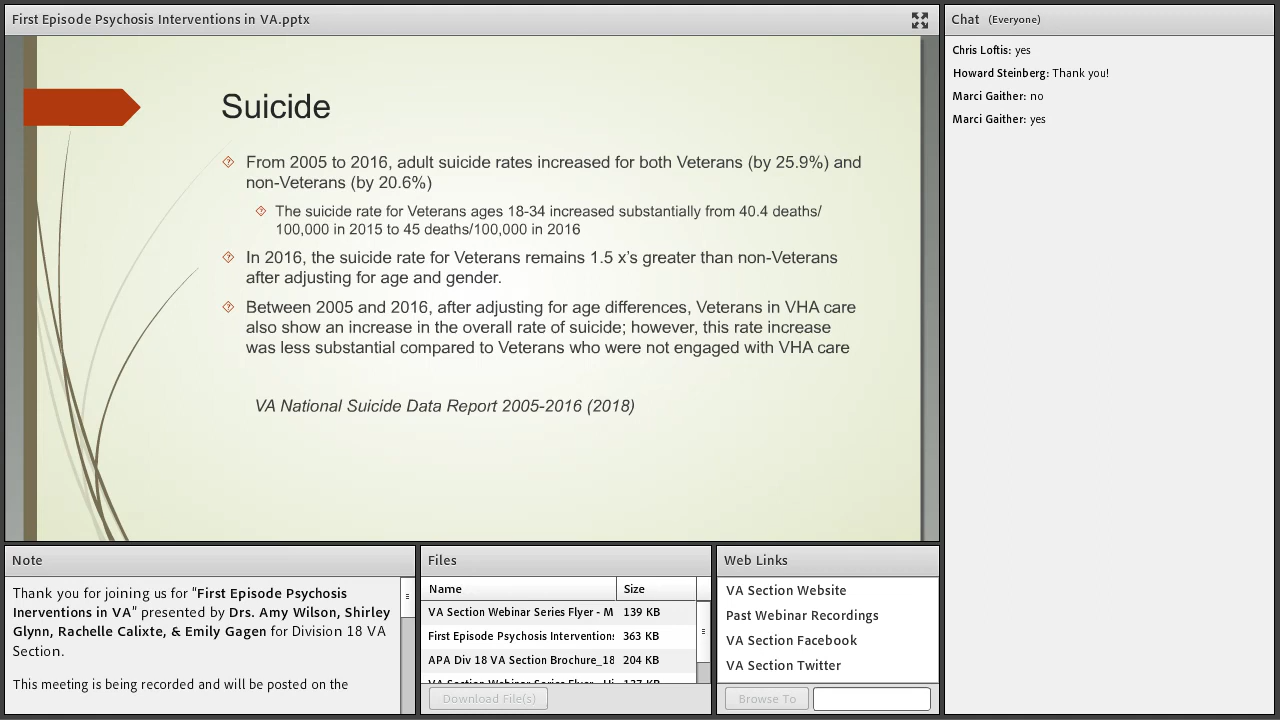 First Episode Psychosis Interventions in VA.pptx
Suicide
From 2005 to 2016, adult suicide rates increased for both Veterans (by 25.9%) and
non-Veterans (by 20.6%)
The suicide rate for Veterans ages 18-34 increased substantially from 40.4 deaths/
100,000 in 2015 to 45 deaths/100,000 in 2016
In 2016, the suicide rate for Veterans remains 1.5 x's greater than non-Veterans
after adjusting for age and gender.
Between 2005 and 2016, after adjusting for age differences, Veterans in VHA care
also show an increase in the overall rate of suicide; however, this rate increase
was less substantial compared to Veterans who were not engaged with VHA care
VA National Suicide Data Report 2005-2016 (2018)
Chat (Everyone)
Chris Loftis: yes
Howard Steinberg: Thank you!
Marci Gaither: no
Marci Gaither: yes
Note
Thank you for joining us for "First Episode Psychosis
Inerventions in VA" presented by Drs. Amy Wilson, Shirley
Glynn, Rachelle Calixte, & Emily Gagen for Division 18 VA
Section.
This meeting is being recorded and will be posted on the
Files
Name Size
VA Section Webinar Series Flyer - M 139 KB
First Episode Psychosis Interventions 363 KB
APA Div 18 VA Section Brochure_18 204 KB
VA Section Webinar Series Flyer - Hi 137 KB
Download File(s)
Web Links
VA Section Website
Past Webinar Recordings
VA Section Facebook
VA Section Twitter
Browse To